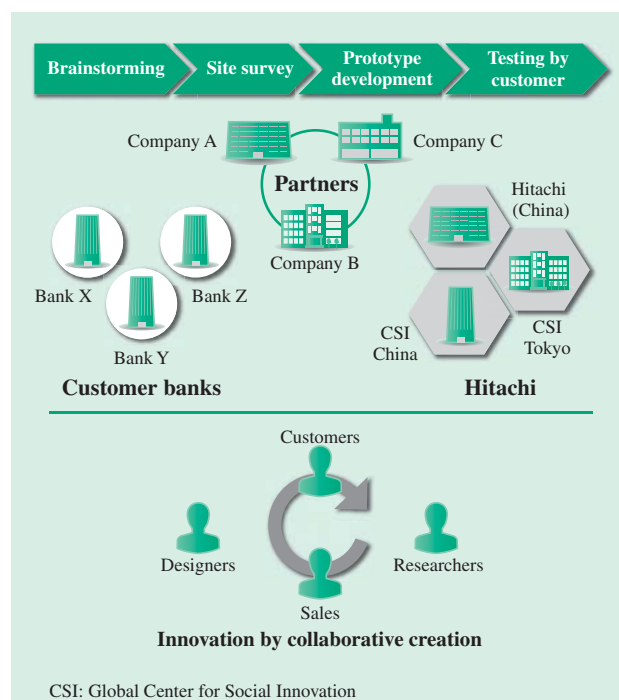 Brainstorming
Site survey
Prototype
development
Testing by
customer
Company A
Company C
Partners
Company B
Hitachi
(China)
Bank X
Bank Z
Bank Y
CSI
China
CSI
Tokyo
Customer banks
Hitachi
Customers
Designers
Researchers
Sales
Innovation by collaborative creation
CSI: Global Center for Social Innovation